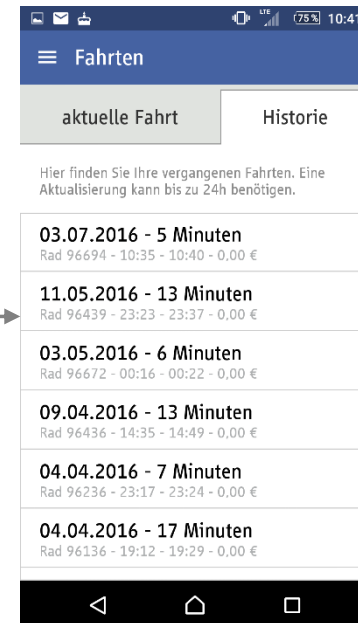 LTE 75% 10:41
Fahrten
aktuelle Fahrt Historie
Hier finden Sie Ihre vergangenen Fahrten. Eine
Aktualisierung kann bis zu 24h benötigen.
03.07.2016 - 5 Minuten
Rad 96694 - 10:35 - 10:40 - 0,00 €
11.05.2016 - 13 Minuten
Rad 96439 - 23:23 - 23:37 - 0,00 €
03.05.2016 - 6 Minuten
Rad 96672 - 00:16 - 00:22 - 0,00 €
09.04.2016 - 13 Minuten
Rad 96436 - 14:35 - 14:49 - 0,00 €
04.04.2016 - 7 Minuten
Rad 96236 - 23:17 - 23:24 - 0,00 €
04.04.2016 - 17 Minuten
Rad 96136 - 19:12 - 19:29 - 0,00 €